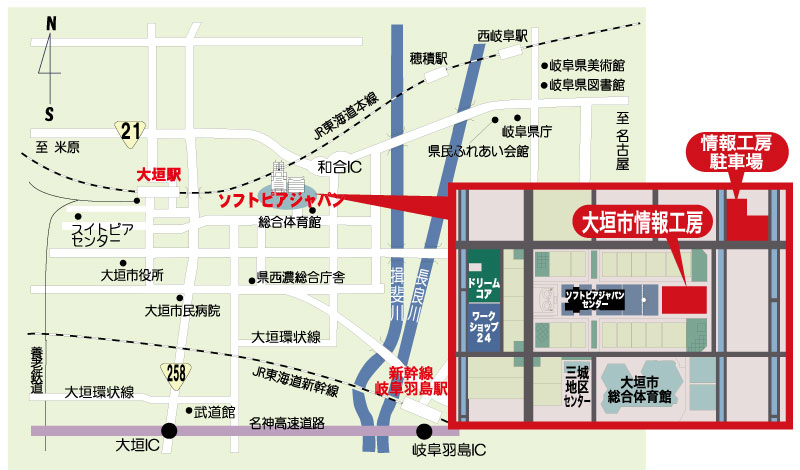 N
S
西岐阜駅
穂積駅
岐阜県美術館
岐阜県図書館
JR東海道本線
21
至 米原
岐阜県庁
県民ふれあい会館
至 名古屋
情報工房
駐車場
和合IC
大垣駅
ソフトピアジャパン
総合体育館
スイトピア
センター
大垣市情報工房
大垣市役所
県西濃総合庁舎
揖斐川
長良川
ドリーム
コア
ソフトピアジャパン
センター
ワーク
ショップ
24
大垣市民病院
大垣環状線
養老鉄道
258
JR東海道新幹線
新幹線
岐阜羽島駅
三城
地区
センター
大垣市
総合体育館
大垣環状線
武道館
名神高速道路
大垣IC
岐阜羽島IC